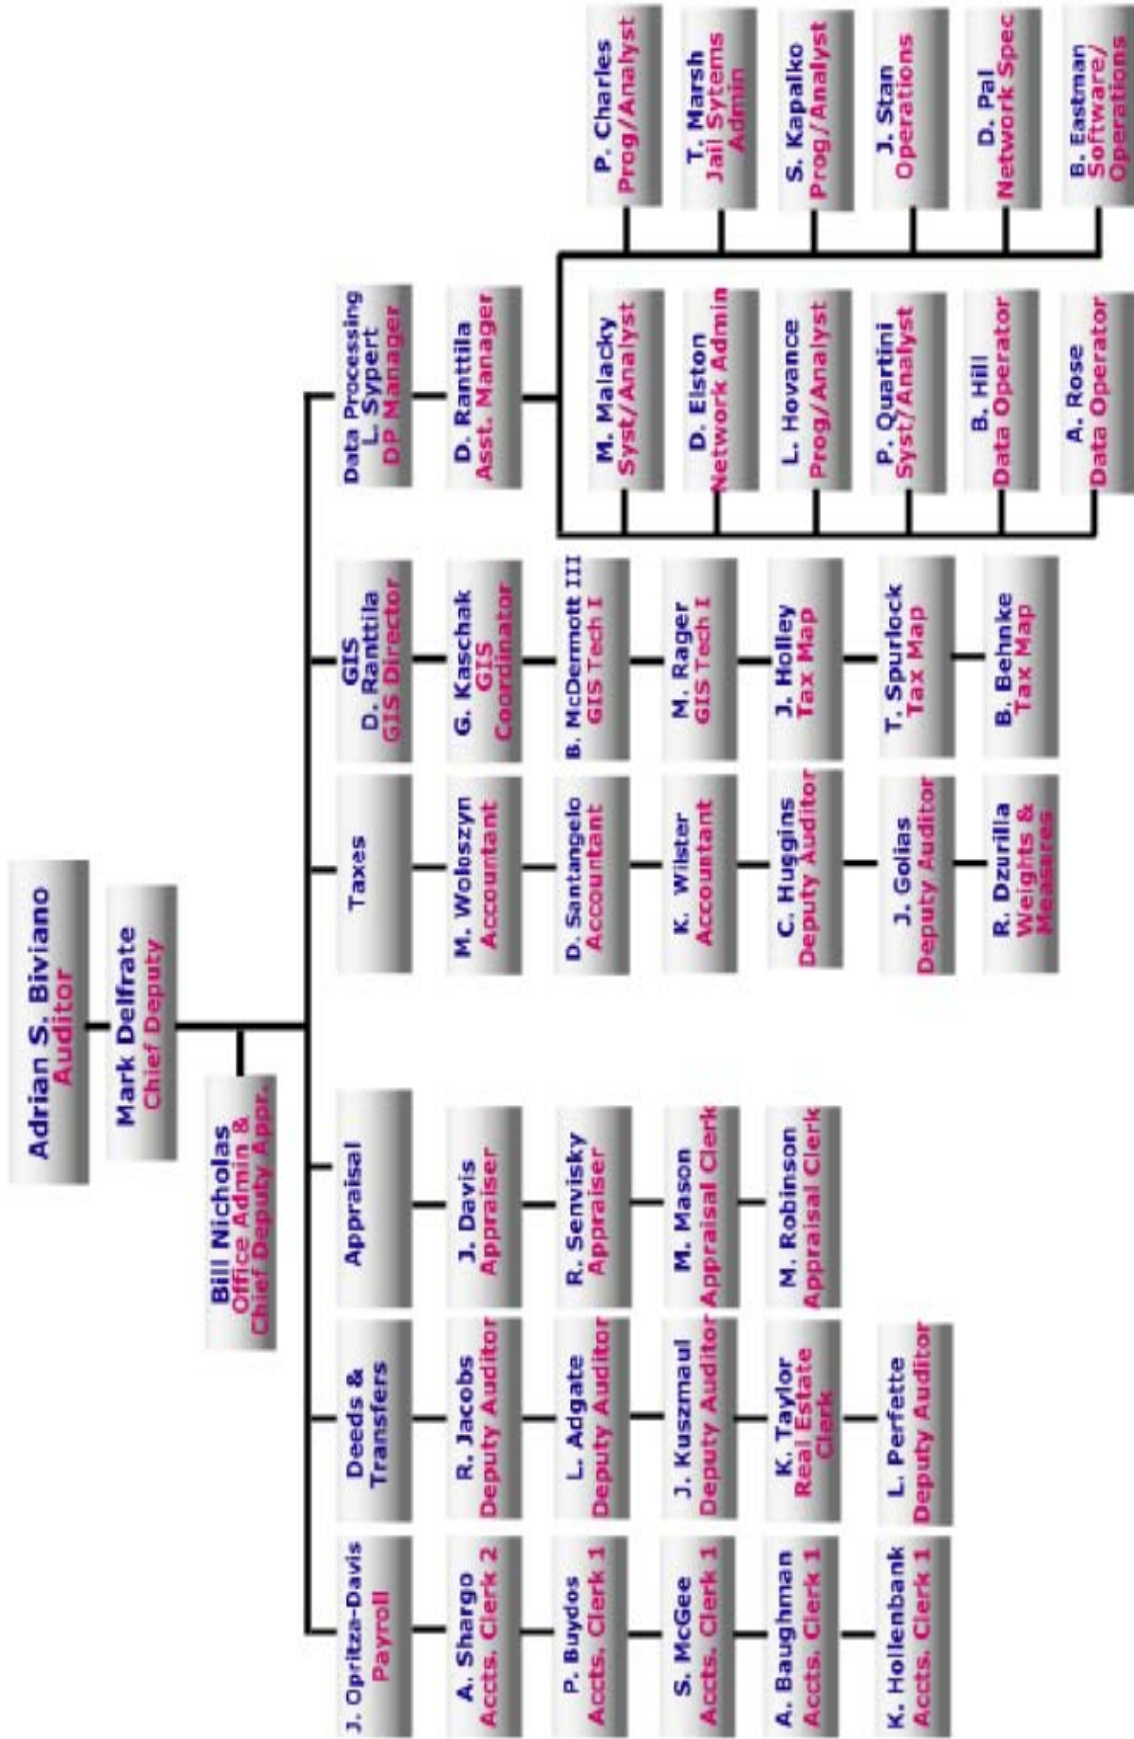 Adrian S. Biviano
Auditor
Mark Delfrate
Chief Deputy
Bill Nicholas
Office Admin &
Chief Deputy Appr.
J. Opritza-Davis
Payroll
A. Shargo
Accts. Clerk 2
P. Buydos
Accts. Clerk 1
S. McGee
Accts. Clerk 1
A. Baughman
Accts. Clerk 1
K. Hollenbank
Accts. Clerk 1
Deeds &
Transfers
R. Jacobs
Deputy Auditor
L. Adgate
Deputy Auditor
J. Kuszmaul
Deputy Auditor
K. Taylor
Real Estate
Clerk
L. Perfette
Deputy Auditor
Appraisal
J. Davis
Appraiser
R. Senvisky
Appraiser
M. Mason
Appraisal Clerk
M. Robinson
Appraisal Clerk
Taxes
M. Woloszyn
Accountant
D. Santangelo
Accountant
K. Wilster
Accountant
C. Huggins
Deputy Auditor
J. Golias
Deputy Auditor
R. Dzurilla
Weights &
Measares
GIS
D. Ranttila
GIS Director
G. Kaschak
GIS
Coordinator
B. McDermott III
GIS Tech I
M. Rager
GIS Tech I
J. Holley
Tax Map
T. Spurlock
Tax Map
B. Behnke
Tax Map
Data Processing
L. Sypert
DP Manager
D. Ranttila
Asst. Manager
M. Malacky
Syst/Analyst
D. Elston
Network Admin
L. Hovance
Prog/Analyst
P. Quartini
Syst/Analyst
B. Hill
Data Operator
A. Rose
Data Operator
P. Charles
Prog/Analyst
T. Marsh
Jail Sytems
Admin
S. Kapalko
Prog/Analyst
J. Stan
Operations
D. Pal
Network Spec
B. Eastman
Software/
Operations